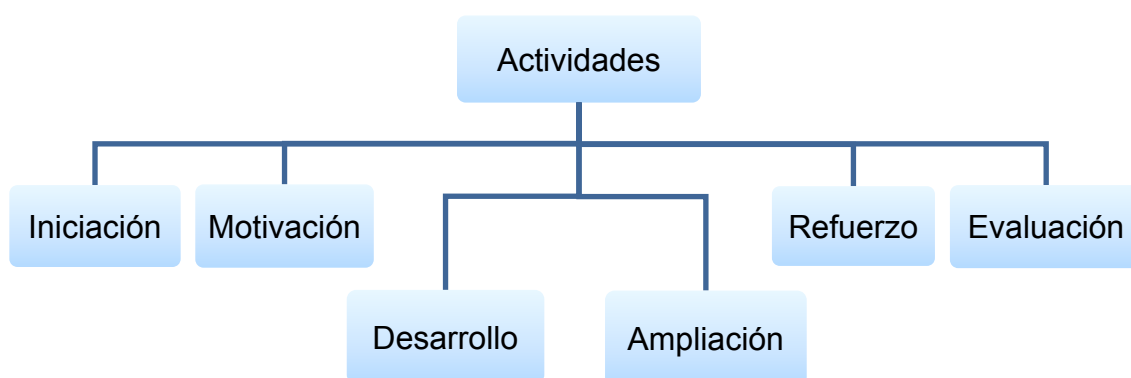 Actividades
Iniciación
Motivación
Refuerzo
Evaluación
Desarrollo
Ampliación